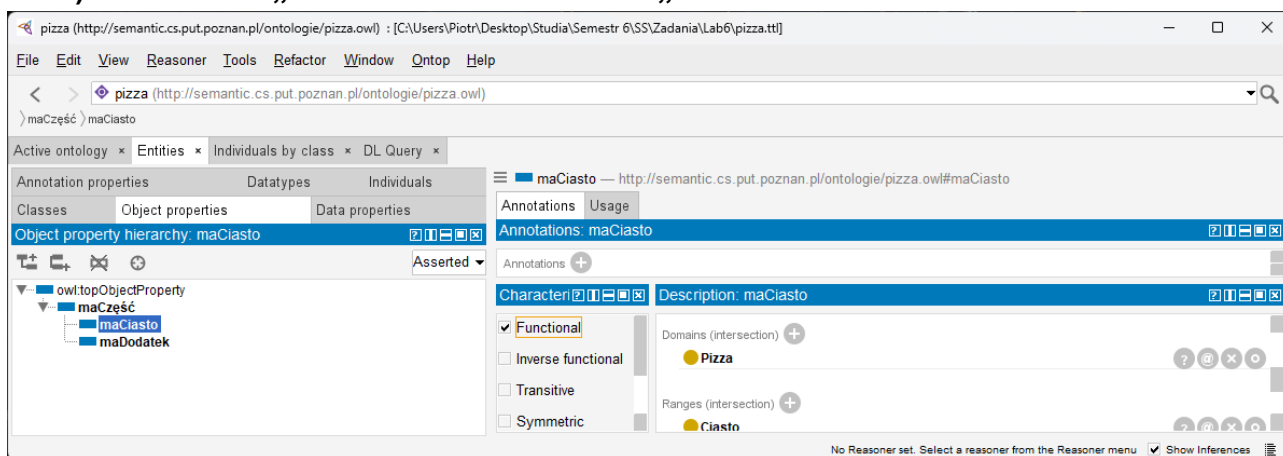 pizza (http://semantic.cs.put.poznan.pl/ontologie/pizza.owl) : [C:\Users\Piotr\Desktop\Studia\Semestr 6\SS\Zadania\Lab6\pizza.ttl]
File Edit View Reasoner Tools Refactor Window Ontop Help
pizza (http://semantic.cs.put.poznan.pl/ontologie/pizza.owl)
maCzęść maCiasto
Active ontology × Entities × Individuals by class × DL Query ×
Annotation properties Datatypes Individuals
Classes Object properties Data properties
Object property hierarchy: maCiasto
Asserted
owl:topObjectProperty
maCzęść
maCiasto
maDodatek
maCiasto — http://semantic.cs.put.poznan.pl/ontologie/pizza.owl#maCiasto
Annotations Usage
Annotations: maCiasto
Annotations
Characteri
Functional
Inverse functional
Transitive
Symmetric
Description: maCiasto
Domains (intersection)
Pizza
Ranges (intersection)
Ciasto
No Reasoner set. Select a reasoner from the Reasoner menu Show Inferences